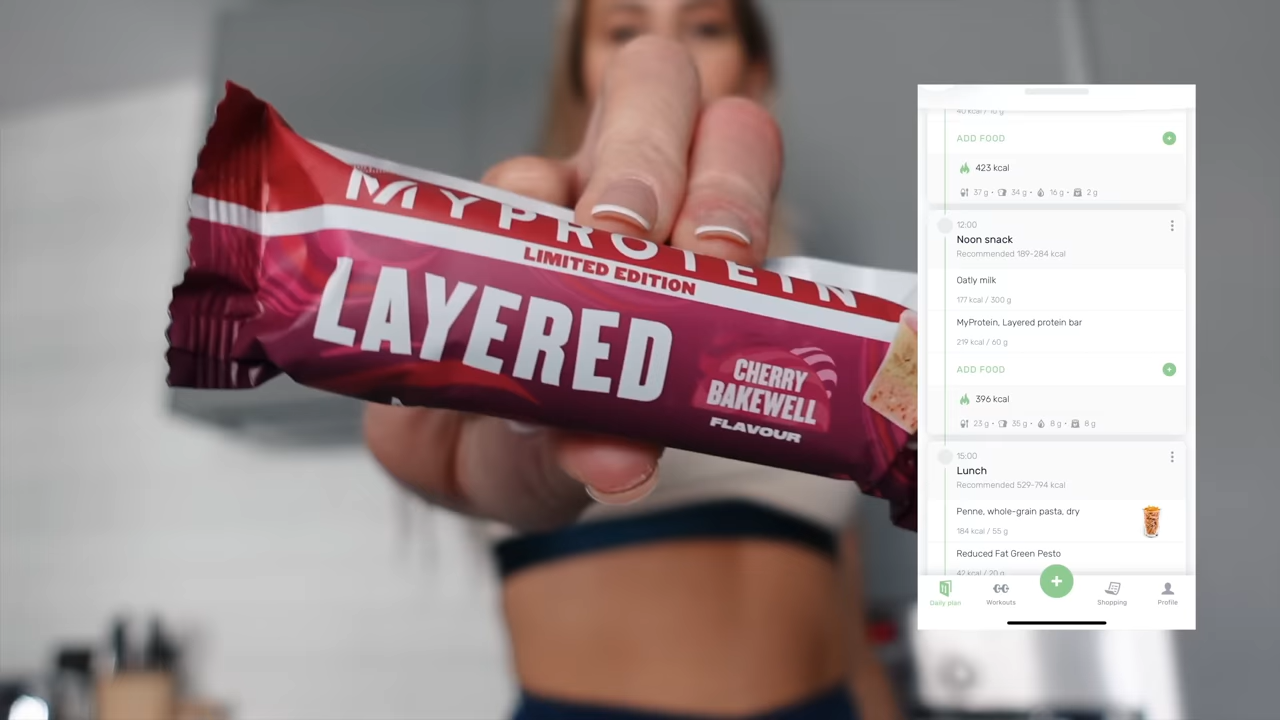 MYPROTEIN
LIMITED EDITION
LAYERED
CHERRY
BAKEWELL
FLAVOUR
ADD FOOD
423 kcal
37 g • 34 g • 16 g • 2 g
12:00
Noon snack
Recommended 189-284 kcal
Oatly milk
177 kcal / 300 g
MyProtein, Layered protein bar
219 kcal / 60 g
ADD FOOD
396 kcal
23 g • 35 g • 8 g • 8 g
15:00
Lunch
Recommended 529-794 kcal
Penne, whole-grain pasta, dry
184 kcal / 55 g
Reduced Fat Green Pesto
42 kcal / 20 g
Daily plan
Workouts
Shopping
Profile